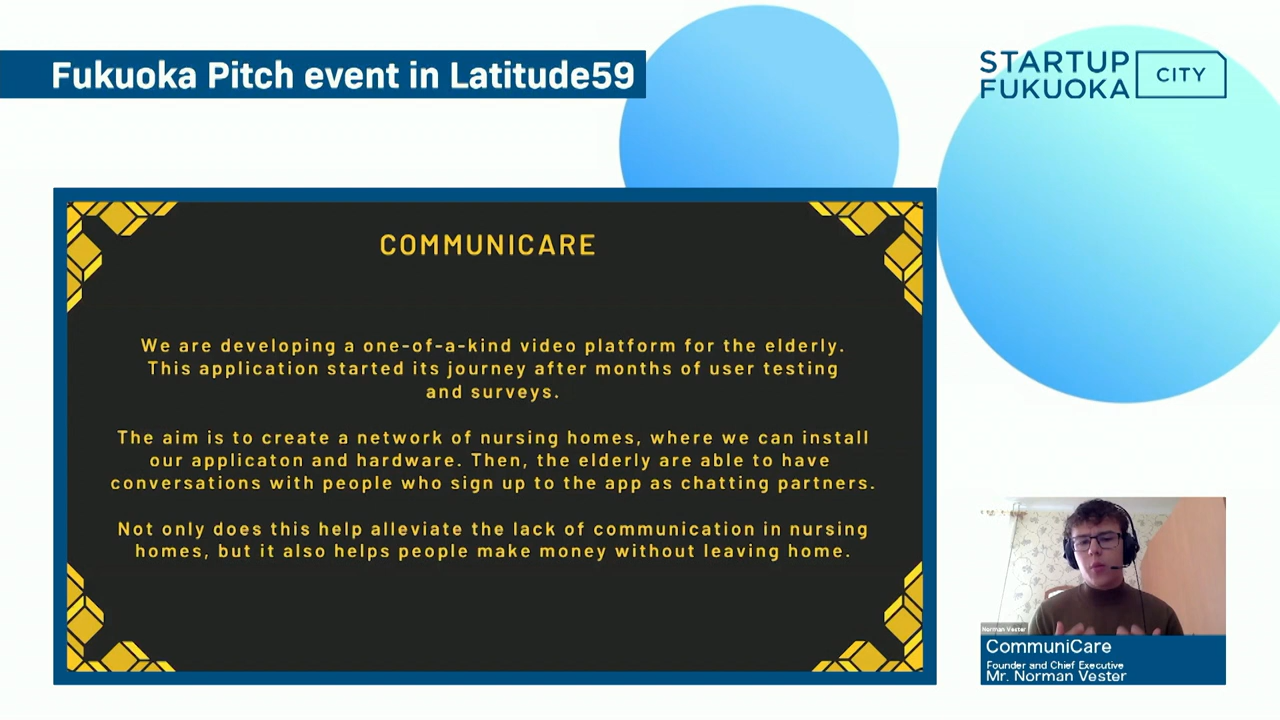 Fukuoka Pitch event in Latitude59
STARTUP
FUKUOKA
CITY
COMMUNICARE
We are developing a one-of-a-kind video platform for the elderly.
This application started its journey after months of user testing
and surveys.
The aim is to create a network of nursing homes, where we can install
our applicaton and hardware. Then, the elderly are able to have
conversations with people who sign up to the app as chatting partners.
Not only does this help alleviate the lack of communication in nursing
homes, but it also helps people make money without leaving home.
Norman Vester
CommuniCare
Founder and Chief Executive
Mr. Norman Vester